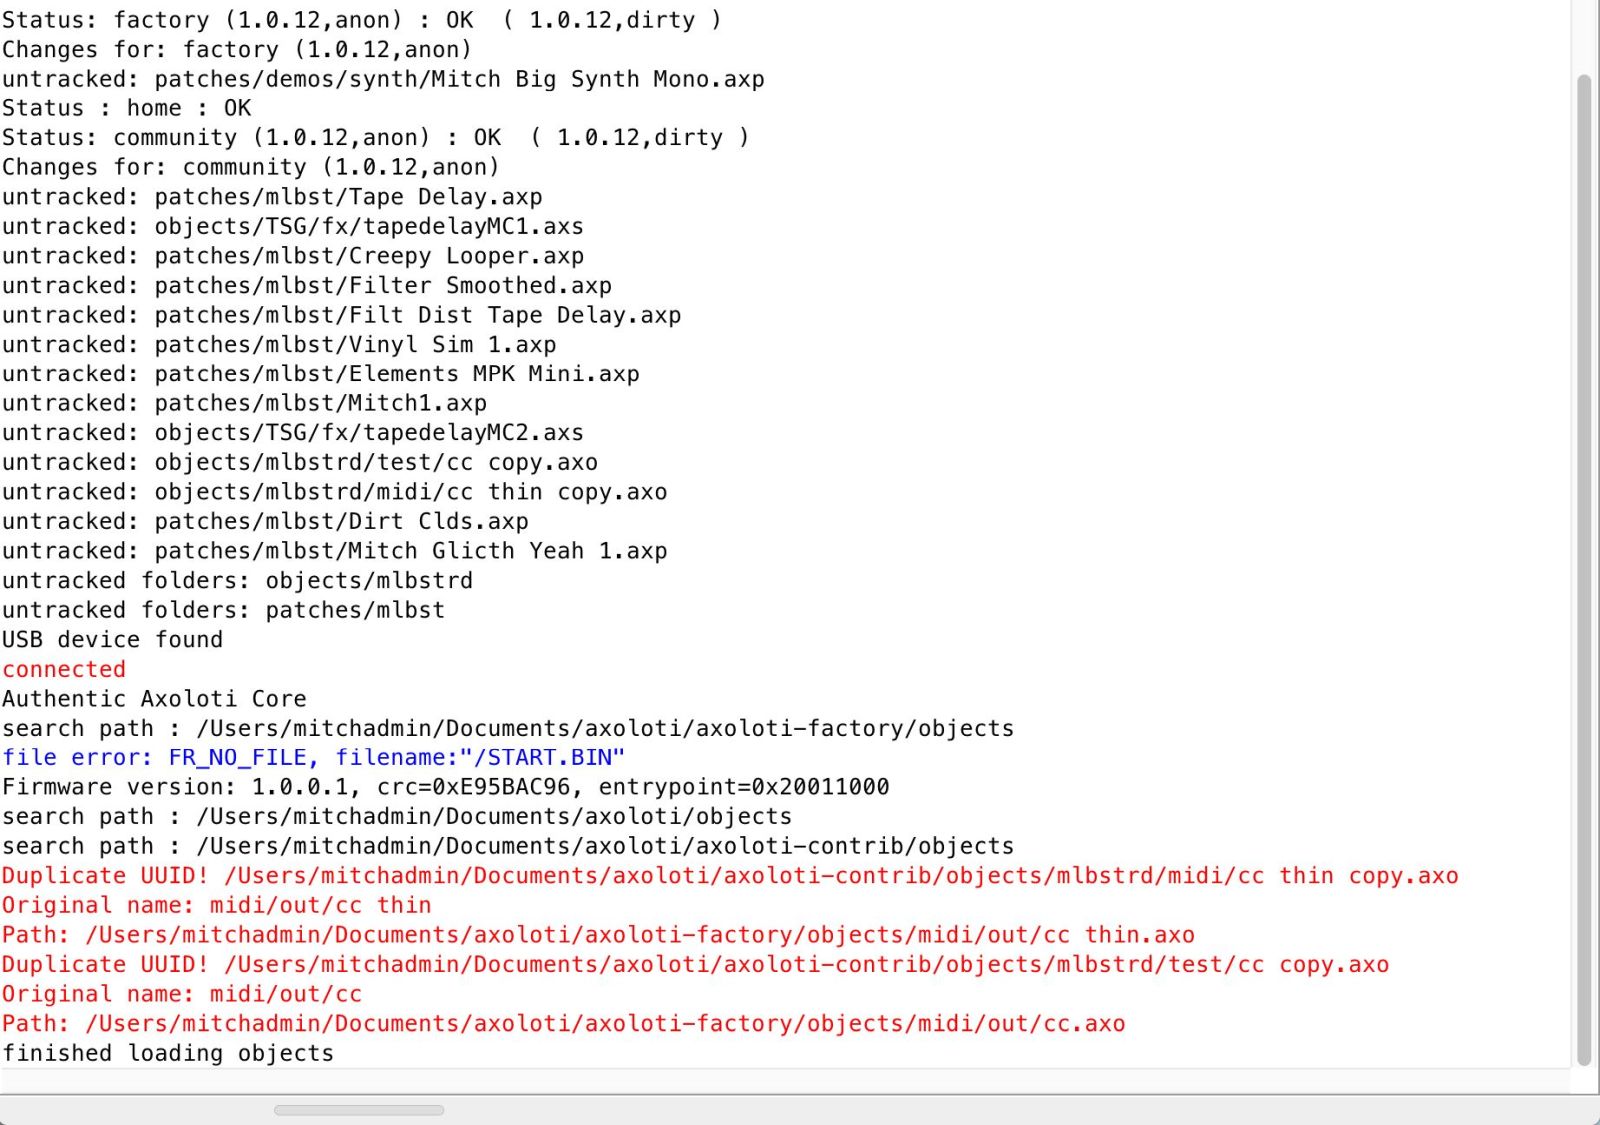 Status: factory (1.0.12,anon) : OK  ( 1.0.12,dirty )
Changes for: factory (1.0.12,anon)
untracked: patches/demos/synth/Mitch Big Synth Mono.axp
Status : home : OK
Status: community (1.0.12,anon) : OK  ( 1.0.12,dirty )
Changes for: community (1.0.12,anon)
untracked: patches/mlbst/Tape Delay.axp
untracked: objects/TSG/fx/tapedelayMC1.axs
untracked: patches/mlbst/Creepy Looper.axp
untracked: patches/mlbst/Filter Smoothed.axp
untracked: patches/mlbst/Filt Dist Tape Delay.axp
untracked: patches/mlbst/Vinyl Sim 1.axp
untracked: patches/mlbst/Elements MPK Mini.axp
untracked: patches/mlbst/Mitch1.axp
untracked: objects/TSG/fx/tapedelayMC2.axs
untracked: objects/mlbstrd/test/cc copy.axo
untracked: objects/mlbstrd/midi/cc thin copy.axo
untracked: patches/mlbst/Dirt Clds.axp
untracked: patches/mlbst/Mitch Glicth Yeah 1.axp
untracked folders: objects/mlbstrd
untracked folders: patches/mlbst
USB device found
connected
Authentic Axoloti Core
search path : /Users/mitchadmin/Documents/axoloti/axoloti-factory/objects
file error: FR_NO_FILE, filename:"/START.BIN"
Firmware version: 1.0.0.1, crc=0xE95BAC96, entrypoint=0x20011000
search path : /Users/mitchadmin/Documents/axoloti/objects
search path : /Users/mitchadmin/Documents/axoloti/axoloti-contrib/objects
Duplicate UUID! /Users/mitchadmin/Documents/axoloti/axoloti-contrib/objects/mlbstrd/midi/cc thin copy.axo
Original name: midi/out/cc thin
Path: /Users/mitchadmin/Documents/axoloti/axoloti-factory/objects/midi/out/cc thin.axo
Duplicate UUID! /Users/mitchadmin/Documents/axoloti/axoloti-contrib/objects/mlbstrd/test/cc copy.axo
Original name: midi/out/cc
Path: /Users/mitchadmin/Documents/axoloti/axoloti-factory/objects/midi/out/cc.axo
finished loading objects